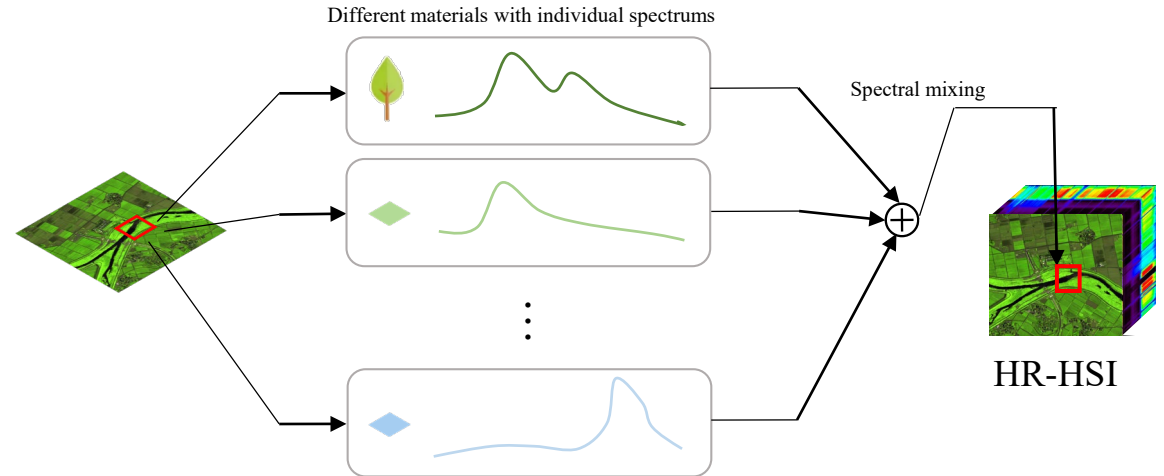 Different materials with individual spectrums
Spectral mixing
HR-HSI